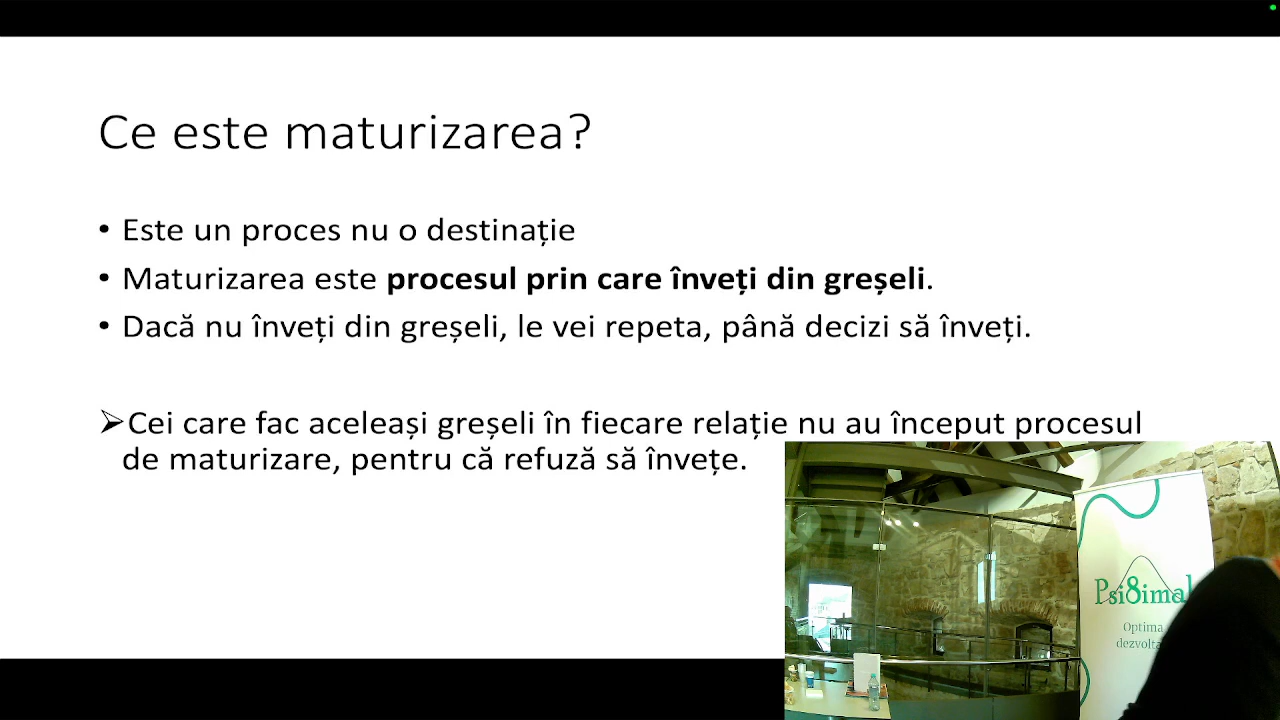 Ce este maturizarea?
• Este un proces nu o destinație
• Maturizarea este procesul prin care înveți din greșeli.
• Dacă nu înveți din greșeli, le vei repeta, până decizi să înveți.
➢Cei care fac aceleași greșeli în fiecare relație nu au început procesul
de maturizare, pentru că refuză să învețe.
Psi8imal
Optima
dezvolta